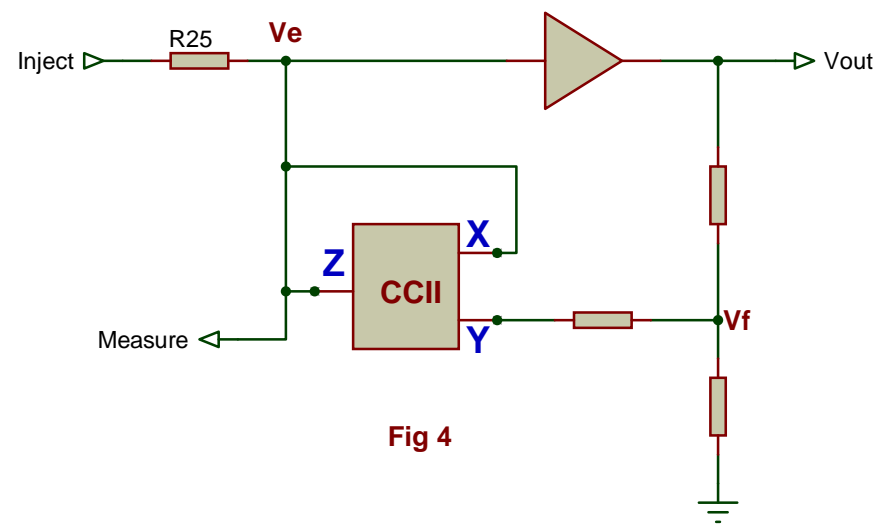 R25
Ve
Inject
Vout
X
Z
CCII
Y
Vf
Measure
Fig 4